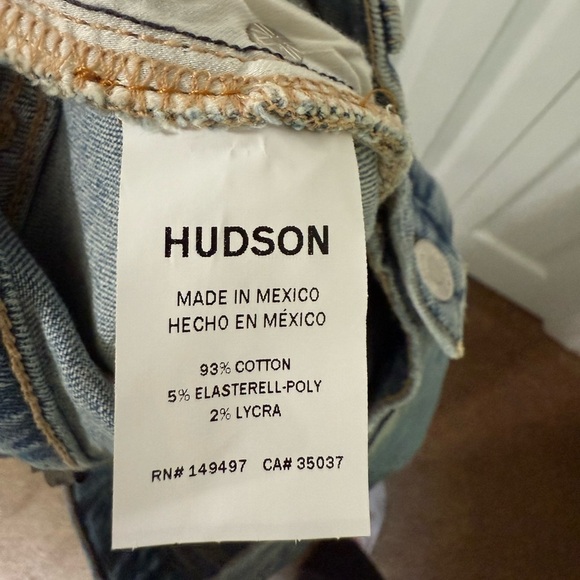 HUDSON
MADE IN MEXICO
HECHO EN MÉXICO
93% COTTON
5% ELASTERELL-POLY
2% LYCRA
RN# 149497 CA# 35037